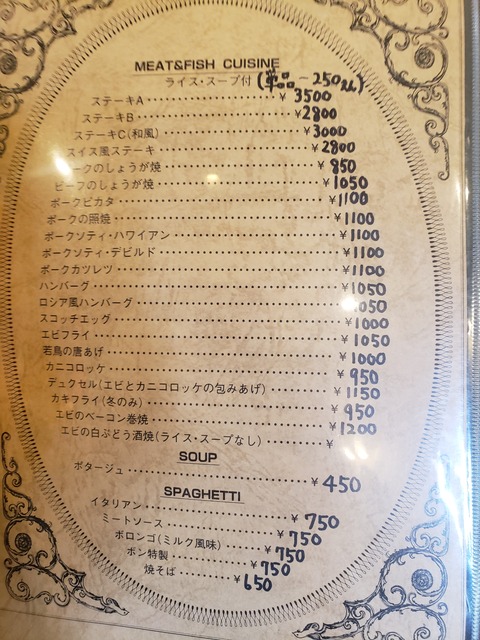 MEAT&FISH CUISINE
ライス・スープ付 (単品 - 250
ステーキA ¥ 3500
ステーキB ¥ 2800
ステーキC(和風) ¥ 3000
スイス風ステーキ ¥ 2800
ークのしょうが焼 ¥ 850
ビーフのしょうが焼 ¥ 1050
ポークピカタ ¥ 1100
ポークの照焼 ¥ 1100
ポークソティ・ハワイアン ¥ 1100
ポークソティ・デビルド ¥ 1100
ポークカツレツ ¥ 1100
ハンバーグ ¥ 1050
ロシア風ハンバーグ 050
スコッチエッグ ¥ 1000
エビフライ ¥ 1050
若鳥の唐あげ ¥ 1000
カニコロッケ ¥ 950
デュクセル(エビとカニコロッケの包みあげ) ¥ 1150
カキフライ(冬のみ) ¥ 950
エビのベーコン巻焼 ¥ 1200
エビの白ぶどう酒焼(ライス・スープなし) ¥
SOUP
ポタージュ ¥ 450
SPAGHETTI
イタリアン ¥ 750
ミートソース ¥ 750
ボロンゴ(ミルク風味) ¥ 750
ボン特製 ¥ 750
焼そば ¥ 650